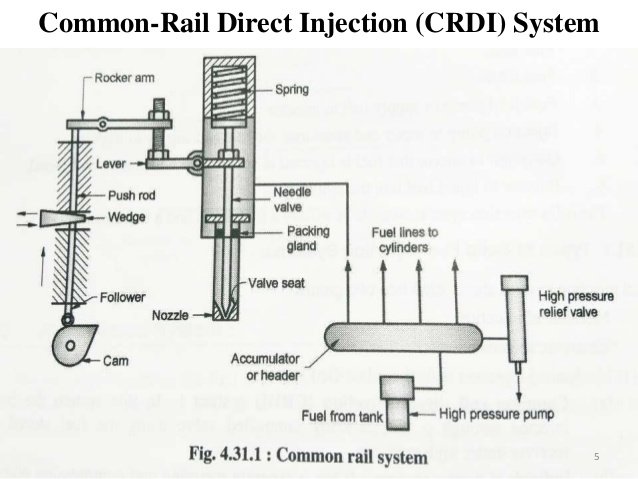 Common-Rail Direct Injection (CRDI) System
Rocker arm
Spring
Lever
Push rod
Needle
valve
Wedge
Packing
gland
Fuel lines to
cylinders
Valve seat
High pressure
relief valve
Follower
Nozzle
Cam
Accumulator
or header
Fuel from tank
High pressure pump
Fig. 4.31.1 : Common rail system
5